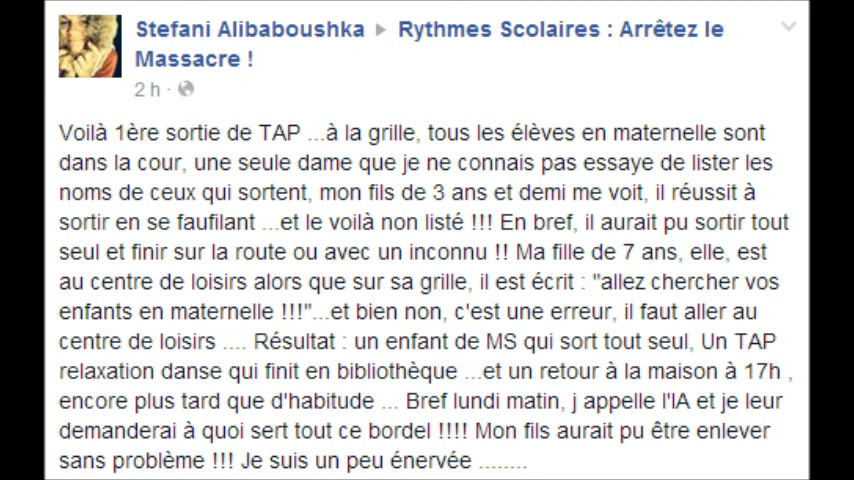 Stefani Alibaboushka ▸ Rythmes Scolaires : Arrêtez le
Massacre !
2 h ·
Voilà 1ère sortie de TAP ...à la grille, tous les élèves en maternelle sont
dans la cour, une seule dame que je ne connais pas essaye de lister les
noms de ceux qui sortent, mon fils de 3 ans et demi me voit, il réussit à
sortir en se faufilant ...et le voilà non listé !!! En bref, il aurait pu sortir tout
seul et finir sur la route ou avec un inconnu !! Ma fille de 7 ans, elle, est
au centre de loisirs alors que sur sa grille, il est écrit : "allez chercher vos
enfants en maternelle !!!"...et bien non, c'est une erreur, il faut aller au
centre de loisirs .... Résultat : un enfant de MS qui sort tout seul, Un TAP
relaxation danse qui finit en bibliothèque ...et un retour à la maison à 17h ,
encore plus tard que d'habitude ... Bref lundi matin, j appelle l'IA et je leur
demanderai à quoi sert tout ce bordel !!!! Mon fils aurait pu être enlever
sans problème !!! Je suis un peu énervée ........